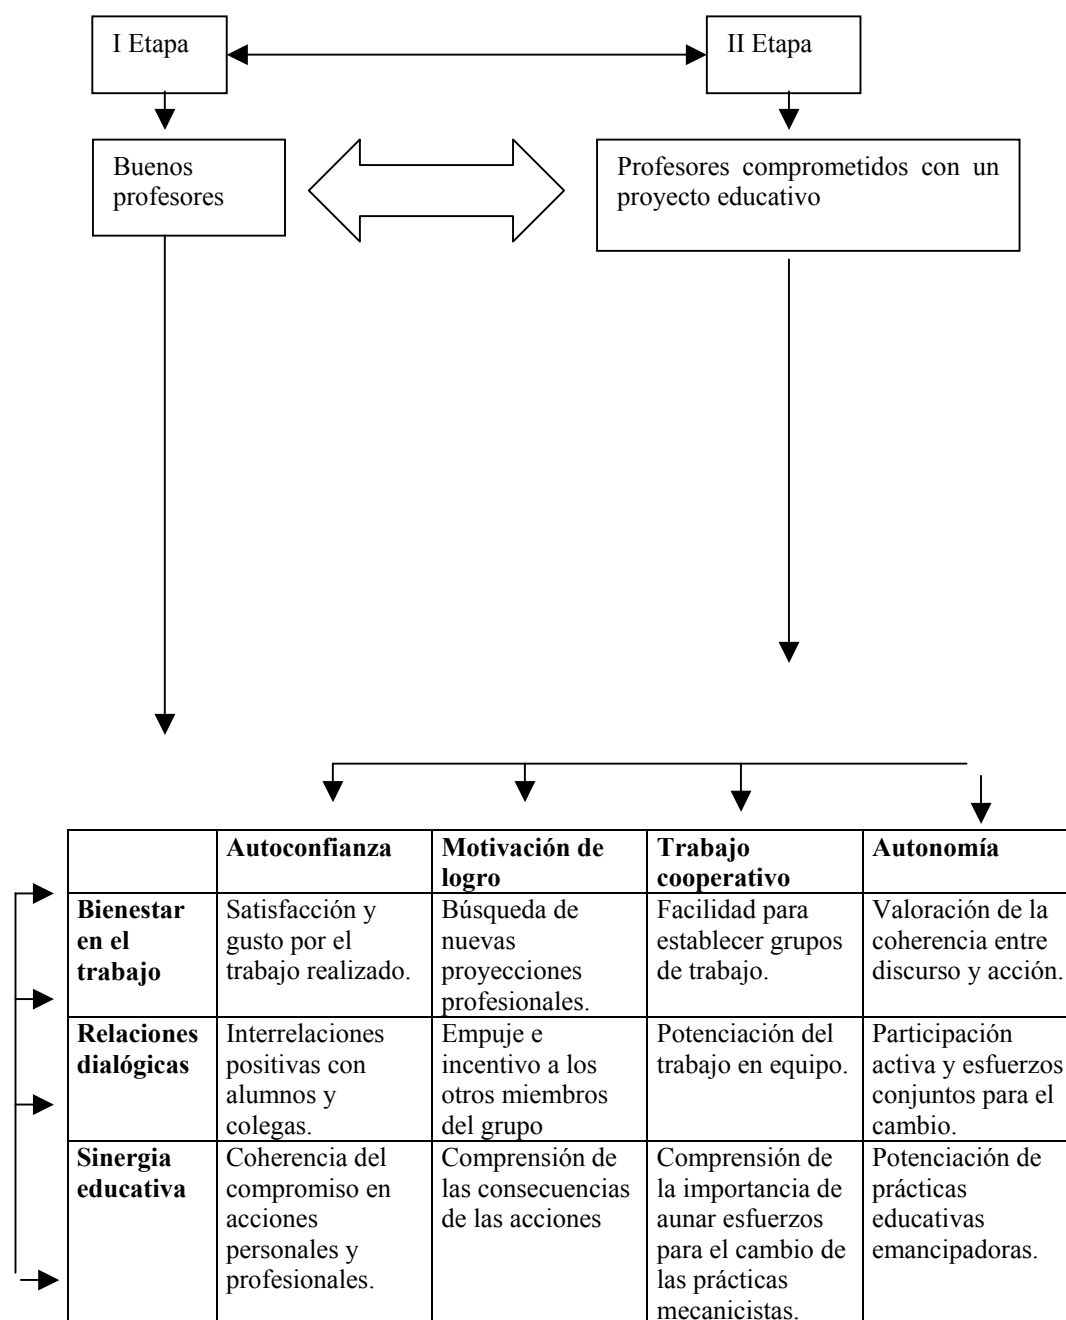 I Etapa
II Etapa
Buenos
profesores
Profesores comprometidos con un
proyecto educativo
Autoconfianza
Motivación de
logro
Trabajo
cooperativo
Autonomía
Bienestar
en el
trabajo
Satisfacción y
gusto por el
trabajo realizado.
Búsqueda de
nuevas
proyecciones
profesionales.
Facilidad para
establecer grupos
de trabajo.
Valoración de la
coherencia entre
discurso y acción.
Relaciones
dialógicas
Interrelaciones
positivas con
alumnos y
colegas.
Empuje e
incentivo a los
otros miembros
del grupo
Potenciación del
trabajo en equipo.
Participación
activa y esfuerzos
conjuntos para el
cambio.
Sinergia
educativa
Coherencia del
compromiso en
acciones
personales y
profesionales.
Comprensión de
las consecuencias
de las acciones
Comprensión de
la importancia de
aunar esfuerzos
para el cambio de
las prácticas
mecanicistas.
Potenciación de
prácticas
educativas
emancipadoras.